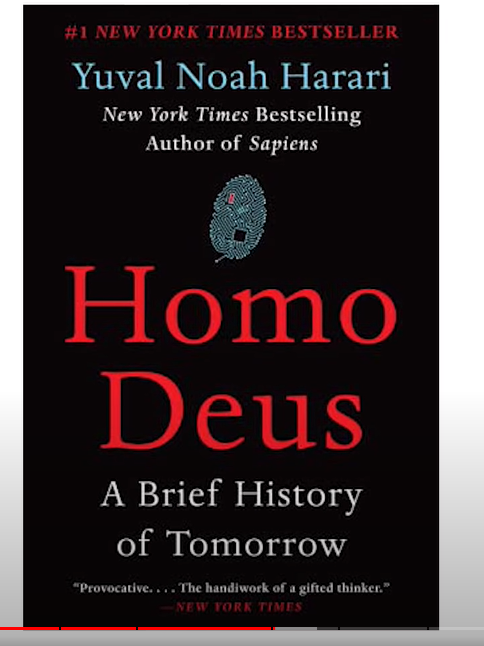 #1 NEW YORK TIMES BESTSELLER
Yuval Noah Harari
New York Times Bestselling
Author of Sapiens
Homo
Deus
A Brief History
of Tomorrow
“Provocative. . . . The handiwork of a gifted thinker.”
—NEW YORK TIMES